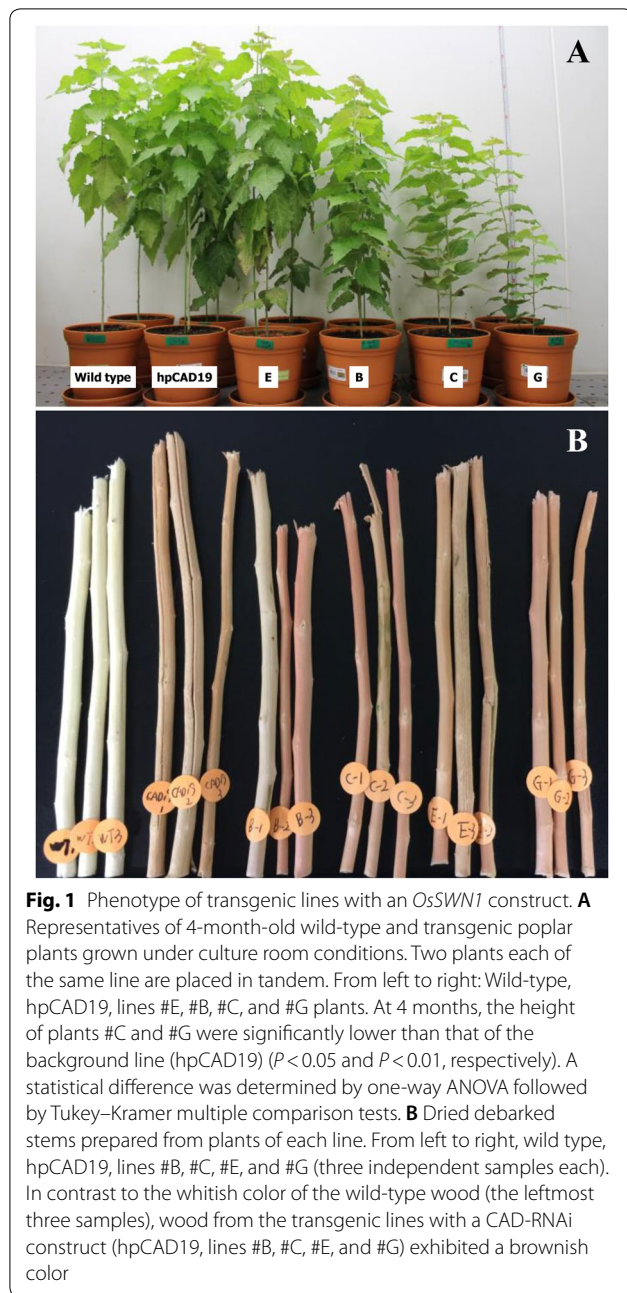 A
Wild type
hpCAD19
E
B
C
G
B
WT3
B-1
B-2
B-3
C-1
C-2
C-3
E-1
E-3
G-1
G-2
G-3
Fig. 1 Phenotype of transgenic lines with an OsSWN1 construct. A
Representatives of 4-month-old wild-type and transgenic poplar
plants grown under culture room conditions. Two plants each of
the same line are placed in tandem. From left to right: Wild-type,
hpCAD19, lines #E, #B, #C, and #G plants. At 4 months, the height
of plants #C and #G were significantly lower than that of the
background line (hpCAD19) (P < 0.05 and P < 0.01, respectively). A
statistical difference was determined by one-way ANOVA followed
by Tukey–Kramer multiple comparison tests. B Dried debarked
stems prepared from plants of each line. From left to right, wild type,
hpCAD19, lines #B, #C, #E, and #G (three independent samples each).
In contrast to the whitish color of the wild-type wood (the leftmost
three samples), wood from the transgenic lines with a CAD-RNAi
construct (hpCAD19, lines #B, #C, #E, and #G) exhibited a brownish
color